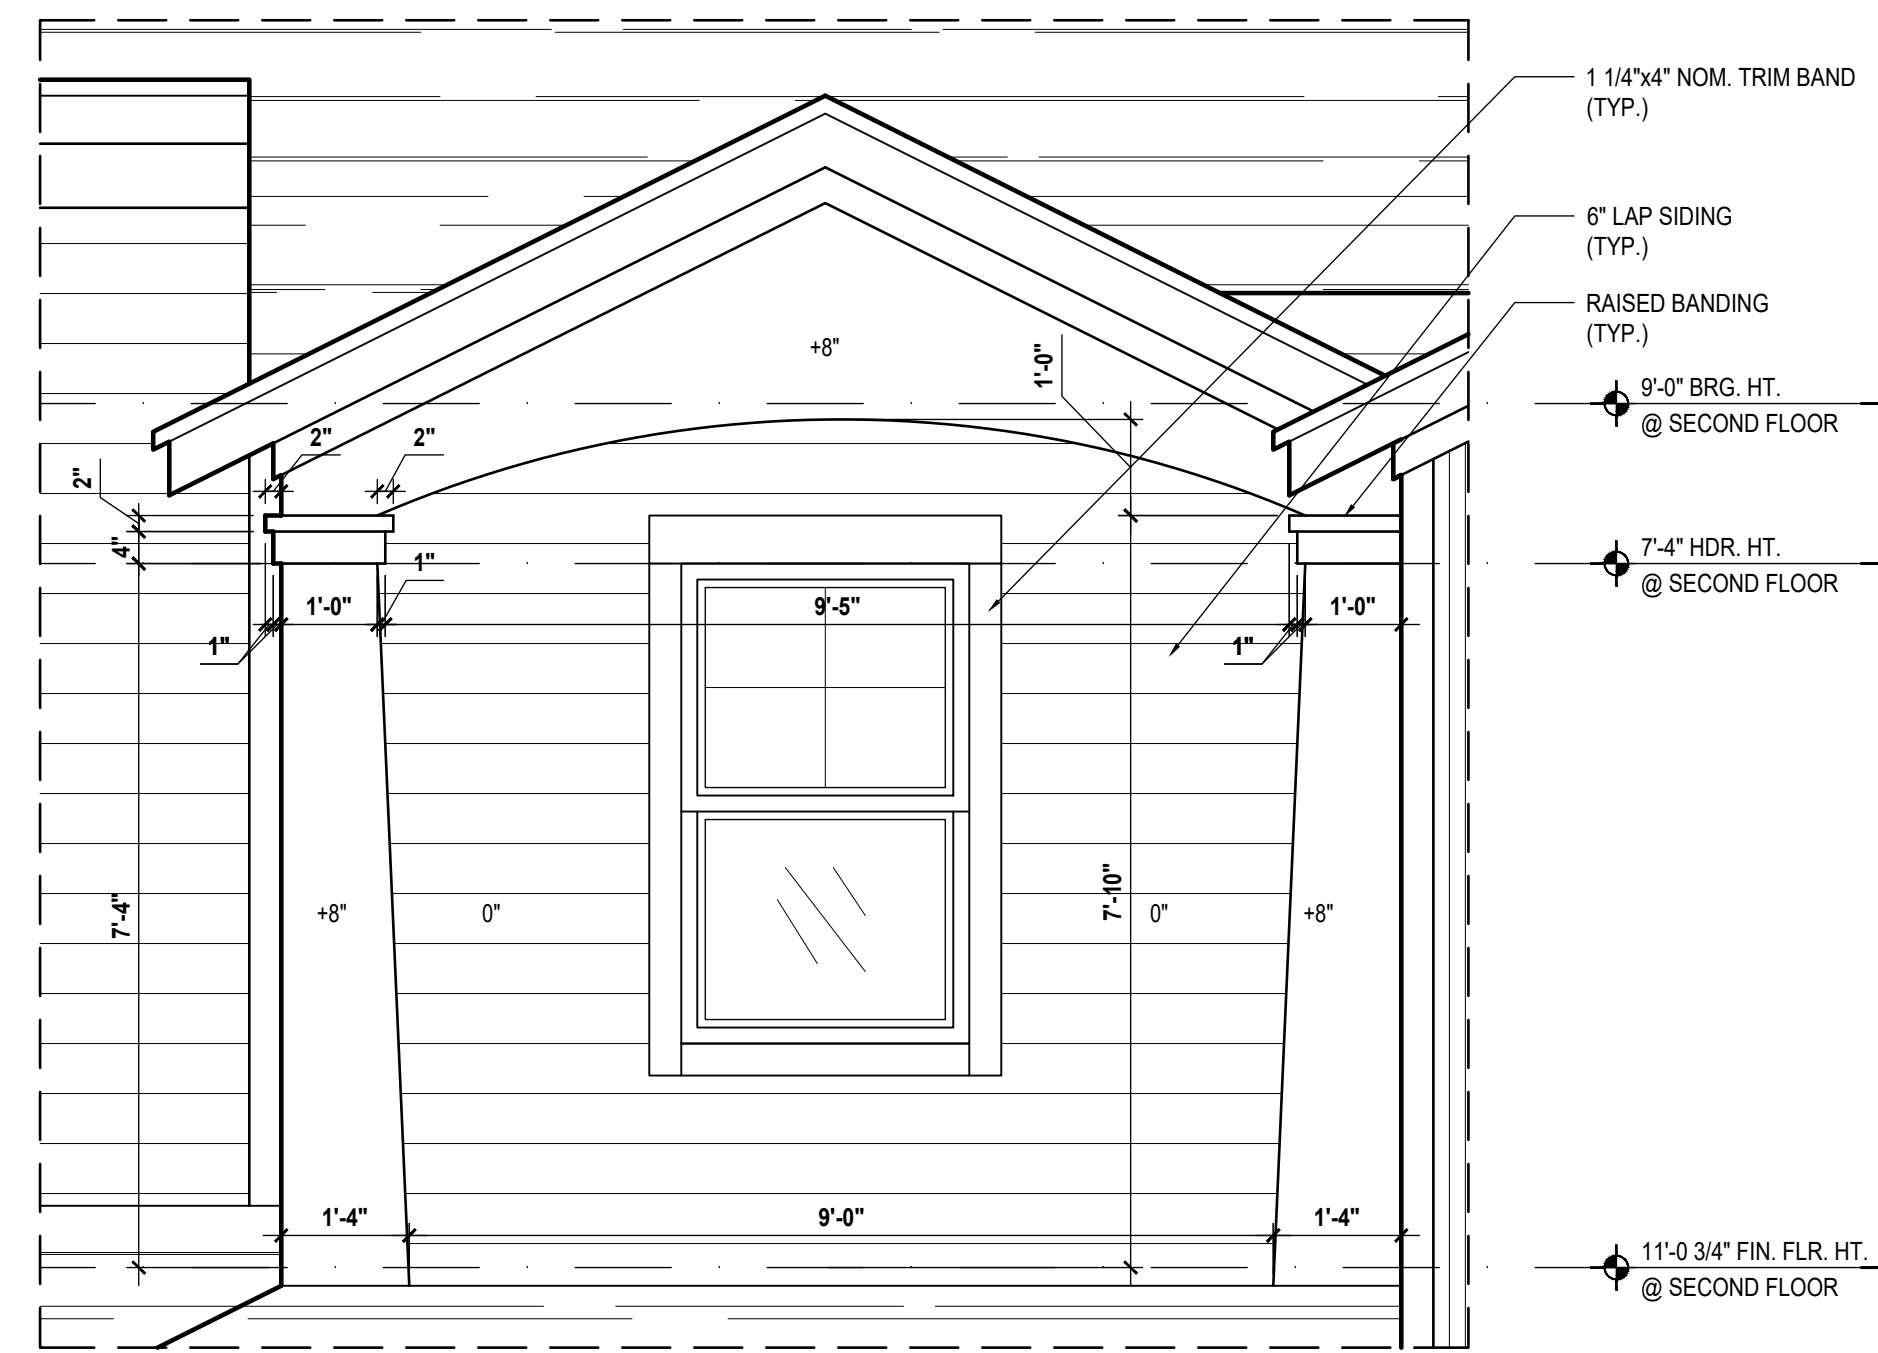 1 1/4"x4" NOM. TRIM BAND
(TYP.)
6" LAP SIDING
(TYP.)
RAISED BANDING
(TYP.)
+8"
1'-0"
9'-0" BRG. HT.
@ SECOND FLOOR
2"
2"
2"
4"
1"
7'-4" HDR. HT.
@ SECOND FLOOR
1'-0"
9'-5"
1'-0"
1"
1"
7'-4"
+8"
0"
7'-10"
0"
+8"
1'-4"
9'-0"
1'-4"
11'-0 3/4" FIN. FLR. HT.
@ SECOND FLOOR